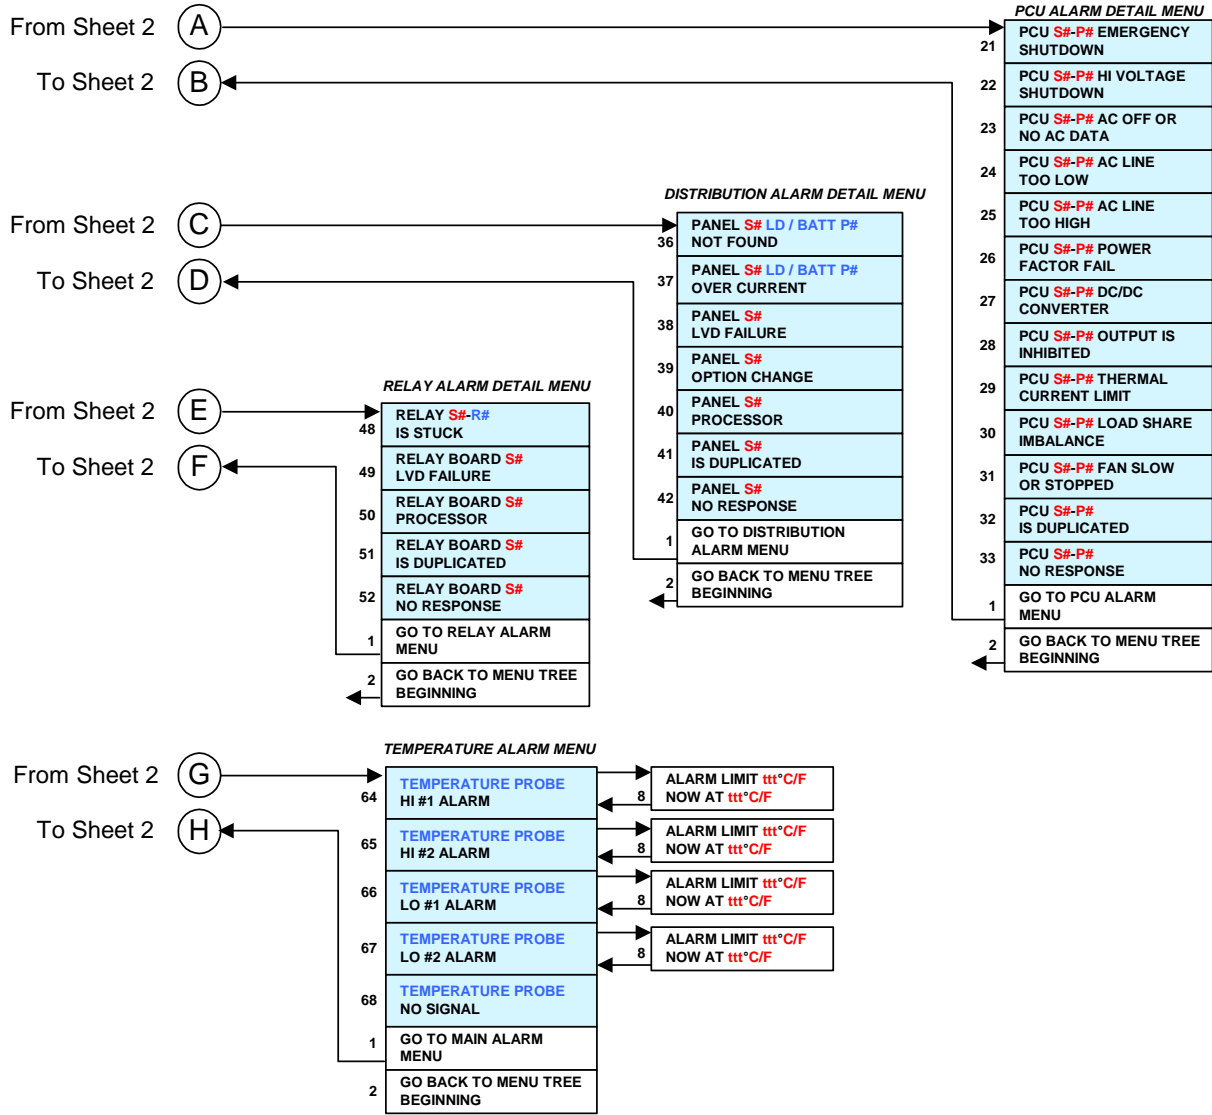 From Sheet 2
A
To Sheet 2
B
PCU ALARM DETAIL MENU
21
PCU S#-P# EMERGENCY
SHUTDOWN
22
PCU S#-P# HI VOLTAGE
SHUTDOWN
23
PCU S#-P# AC OFF OR
NO AC DATA
24
PCU S#-P# AC LINE
TOO LOW
25
PCU S#-P# AC LINE
TOO HIGH
26
PCU S#-P# POWER
FACTOR FAIL
27
PCU S#-P# DC/DC
CONVERTER
28
PCU S#-P# OUTPUT IS
INHIBITED
29
PCU S#-P# THERMAL
CURRENT LIMIT
30
PCU S#-P# LOAD SHARE
IMBALANCE
31
PCU S#-P# FAN SLOW
OR STOPPED
32
PCU S#-P#
IS DUPLICATED
33
PCU S#-P#
NO RESPONSE
1
GO TO PCU ALARM
MENU
2
GO BACK TO MENU TREE
BEGINNING
From Sheet 2
C
To Sheet 2
D
DISTRIBUTION ALARM DETAIL MENU
36
PANEL S# LD / BATT P#
NOT FOUND
37
PANEL S# LD / BATT P#
OVER CURRENT
38
PANEL S#
LVD FAILURE
39
PANEL S#
OPTION CHANGE
40
PANEL S#
PROCESSOR
41
PANEL S#
IS DUPLICATED
42
PANEL S#
NO RESPONSE
1
GO TO DISTRIBUTION
ALARM MENU
2
GO BACK TO MENU TREE
BEGINNING
From Sheet 2
E
To Sheet 2
F
RELAY ALARM DETAIL MENU
48
RELAY S#-R#
IS STUCK
49
RELAY BOARD S#
LVD FAILURE
50
RELAY BOARD S#
PROCESSOR
51
RELAY BOARD S#
IS DUPLICATED
52
RELAY BOARD S#
NO RESPONSE
1
GO TO RELAY ALARM
MENU
2
GO BACK TO MENU TREE
BEGINNING
From Sheet 2
G
To Sheet 2
H
TEMPERATURE ALARM MENU
64
TEMPERATURE PROBE
HI #1 ALARM
8
ALARM LIMIT ttt°C/F
NOW AT ttt°C/F
65
TEMPERATURE PROBE
HI #2 ALARM
8
ALARM LIMIT ttt°C/F
NOW AT ttt°C/F
66
TEMPERATURE PROBE
LO #1 ALARM
8
ALARM LIMIT ttt°C/F
NOW AT ttt°C/F
67
TEMPERATURE PROBE
LO #2 ALARM
8
ALARM LIMIT ttt°C/F
NOW AT ttt°C/F
68
TEMPERATURE PROBE
NO SIGNAL
1
GO TO MAIN ALARM
MENU
2
GO BACK TO MENU TREE
BEGINNING